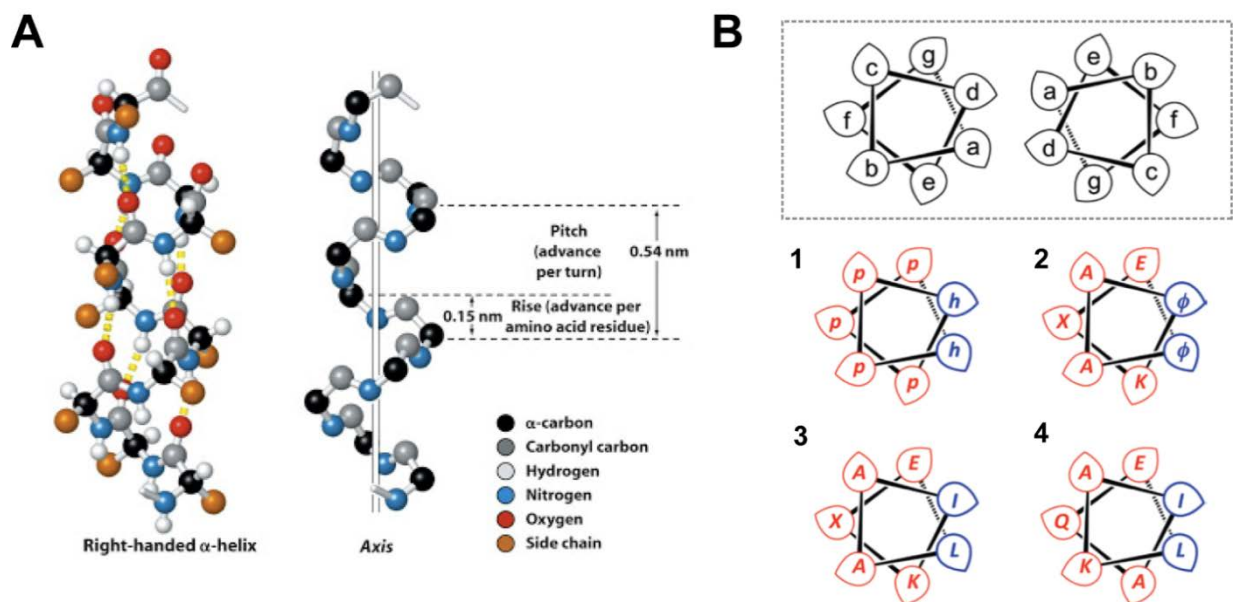 A
B
Pitch
(advance
per turn)
0.54 nm
0.15 nm
Rise (advance per
amino acid residue)
α-carbon
Carbonyl carbon
Hydrogen
Nitrogen
Oxygen
Side chain
Right-handed α-helix
Axis
c g d a e b f
e b f c g d a
1
p p h h p p p
2
A E ϕ ϕ K A X
3
A E I L K A X
4
A E I L A K Q